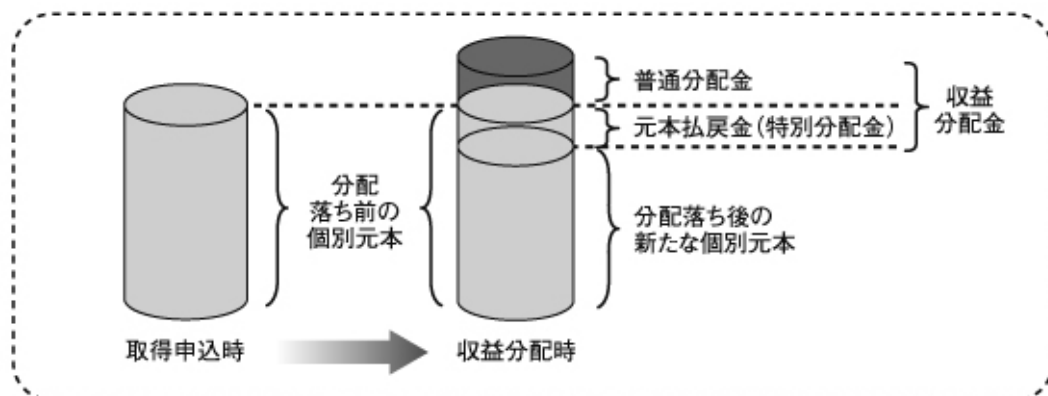 普通分配金
元本払戻金(特別分配金)
収益
分配金
分配
落ち前の
個別元本
分配落ち後の
新たな個別元本
取得申込時
収益分配時